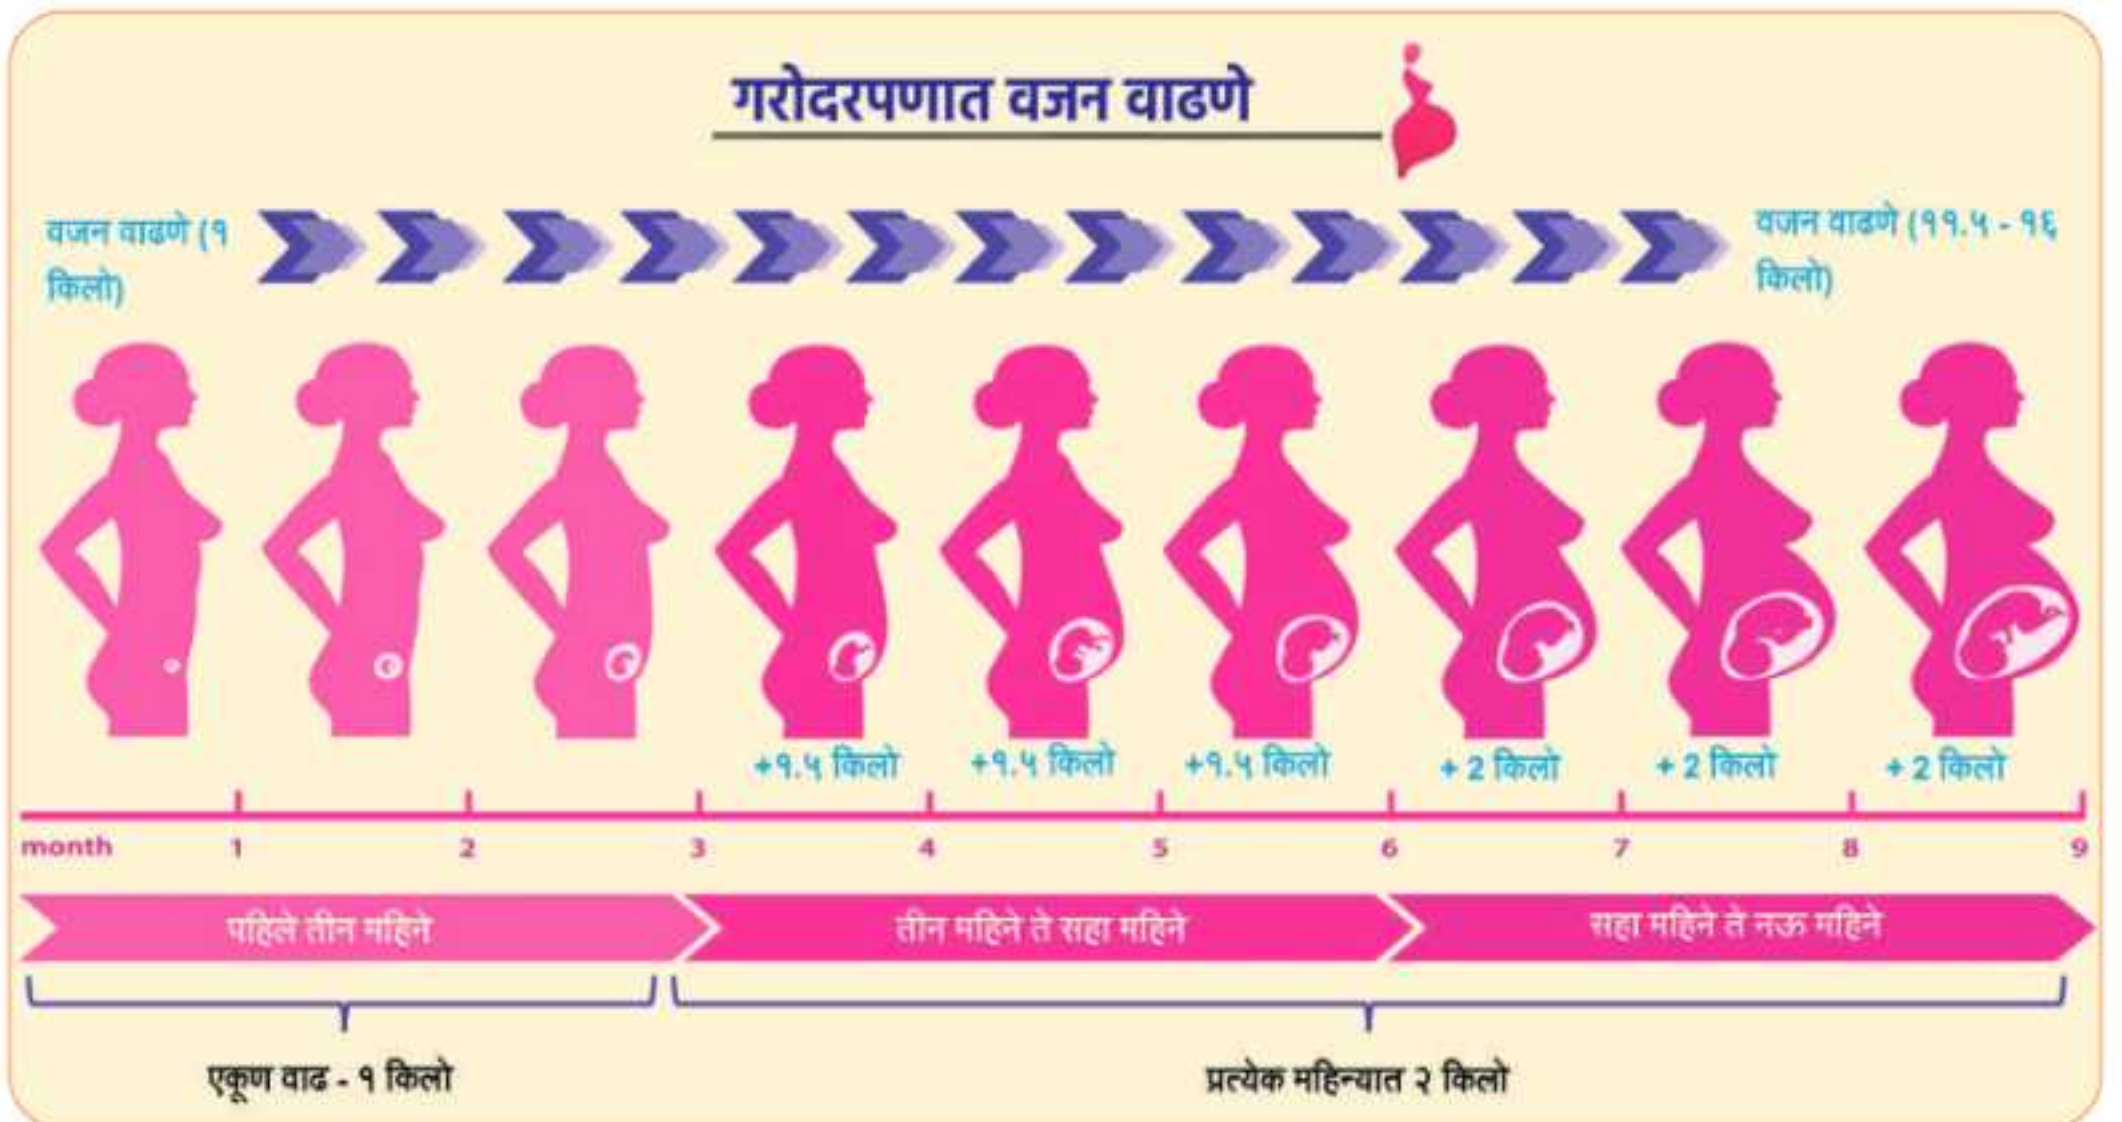 गरोदरपणात वजन वाढणे
वजन वाढणे (१
किलो)
वजन वाढणे (११.५ - १६
किलो)
+१.५ किलो +१.५ किलो +१.५ किलो + 2 किलो + 2 किलो + 2 किलो
month 1 2 3 4 5 6 7 8 9
पहिले तीन महिने तीन महिने ते सहा महिने सहा महिने ते नऊ महिने
एकूण वाढ - १ किलो प्रत्येक महिन्यात २ किलो